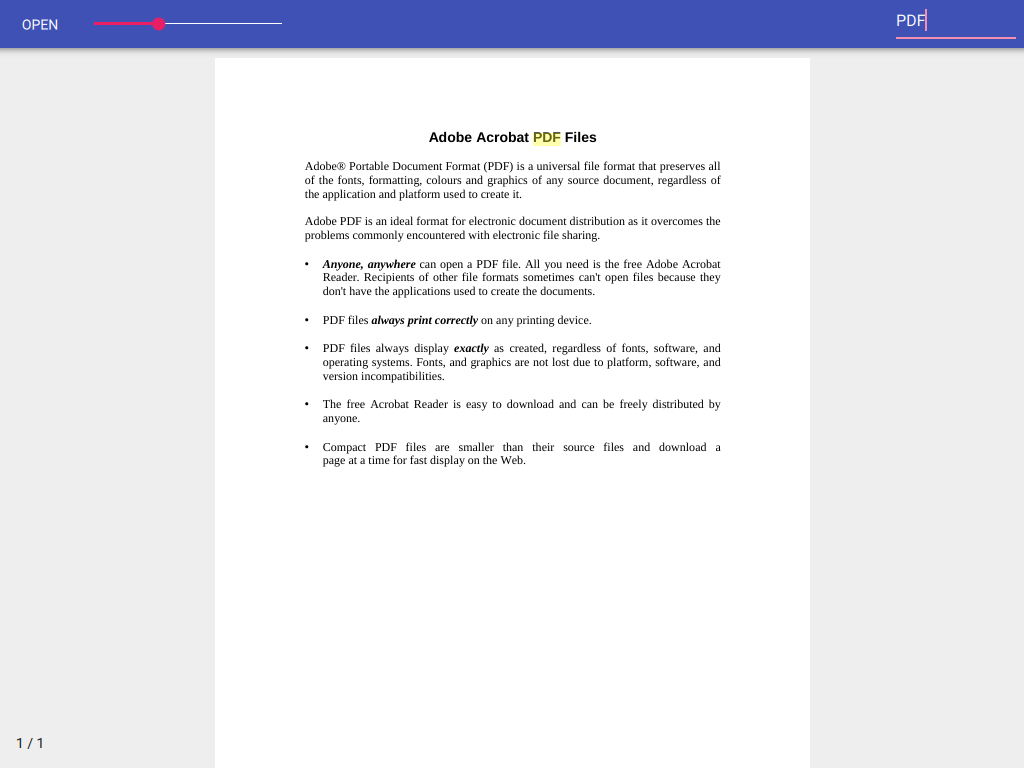 OPEN
PDF
Adobe Acrobat PDF Files
Adobe® Portable Document Format (PDF) is a universal file format that preserves all
of the fonts, formatting, colours and graphics of any source document, regardless of
the application and platform used to create it.
Adobe PDF is an ideal format for electronic document distribution as it overcomes the
problems commonly encountered with electronic file sharing.
• Anyone, anywhere can open a PDF file. All you need is the free Adobe Acrobat
Reader. Recipients of other file formats sometimes can't open files because they
don't have the applications used to create the documents.
• PDF files always print correctly on any printing device.
• PDF files always display exactly as created, regardless of fonts, software, and
operating systems. Fonts, and graphics are not lost due to platform, software, and
version incompatibilities.
• The free Acrobat Reader is easy to download and can be freely distributed by
anyone.
• Compact PDF files are smaller than their source files and download a
page at a time for fast display on the Web.
1 / 1